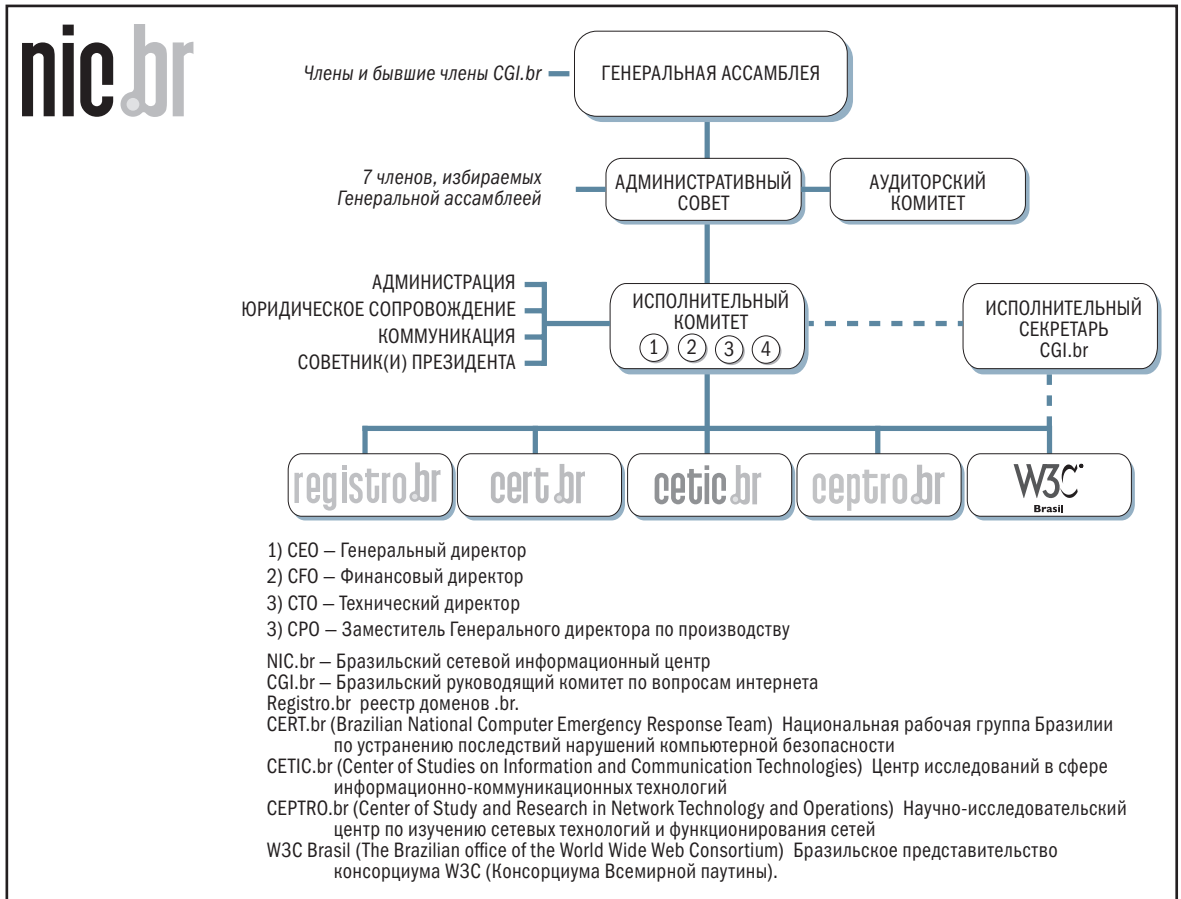 nic.br
Члены и бывшие члены CGI.br
ГЕНЕРАЛЬНАЯ АССАМБЛЕЯ
7 членов, избираемых
Генеральной ассамблеей
АДМИНИСТРАТИВНЫЙ
СОВЕТ
АУДИТОРСКИЙ
КОМИТЕТ
АДМИНИСТРАЦИЯ
ЮРИДИЧЕСКОЕ СОПРОВОЖДЕНИЕ
КОММУНИКАЦИЯ
СОВЕТНИК(И) ПРЕЗИДЕНТА
ИСПОЛНИТЕЛЬНЫЙ
КОМИТЕТ
1 2 3 4
ИСПОЛНИТЕЛЬНЫЙ
СЕКРЕТАРЬ
CGI.br
registro.br
cert.br
cetic.br
ceptro.br
W3C
Brasil
1) CEO – Генеральный директор
2) CFO – Финансовый директор
3) CTO – Технический директор
3) CPO – Заместитель Генерального директора по производству
NIC.br – Бразильский сетевой информационный центр
CGI.br – Бразильский руководящий комитет по вопросам интернета
Registro.br реестр доменов .br.
CERT.br (Brazilian National Computer Emergency Response Team) Национальная рабочая группа Бразилии
по устранению последствий нарушений компьютерной безопасности
CETIC.br (Center of Studies on Information and Communication Technologies) Центр исследований в сфере
информационно-коммуникационных технологий
CEPTRO.br (Center of Study and Research in Network Technology and Operations) Научно-исследовательский
центр по изучению сетевых технологий и функционирования сетей
W3C Brasil (The Brazilian office of the World Wide Web Consortium) Бразильское представительство
консорциума W3C (Консорциума Всемирной паутины).